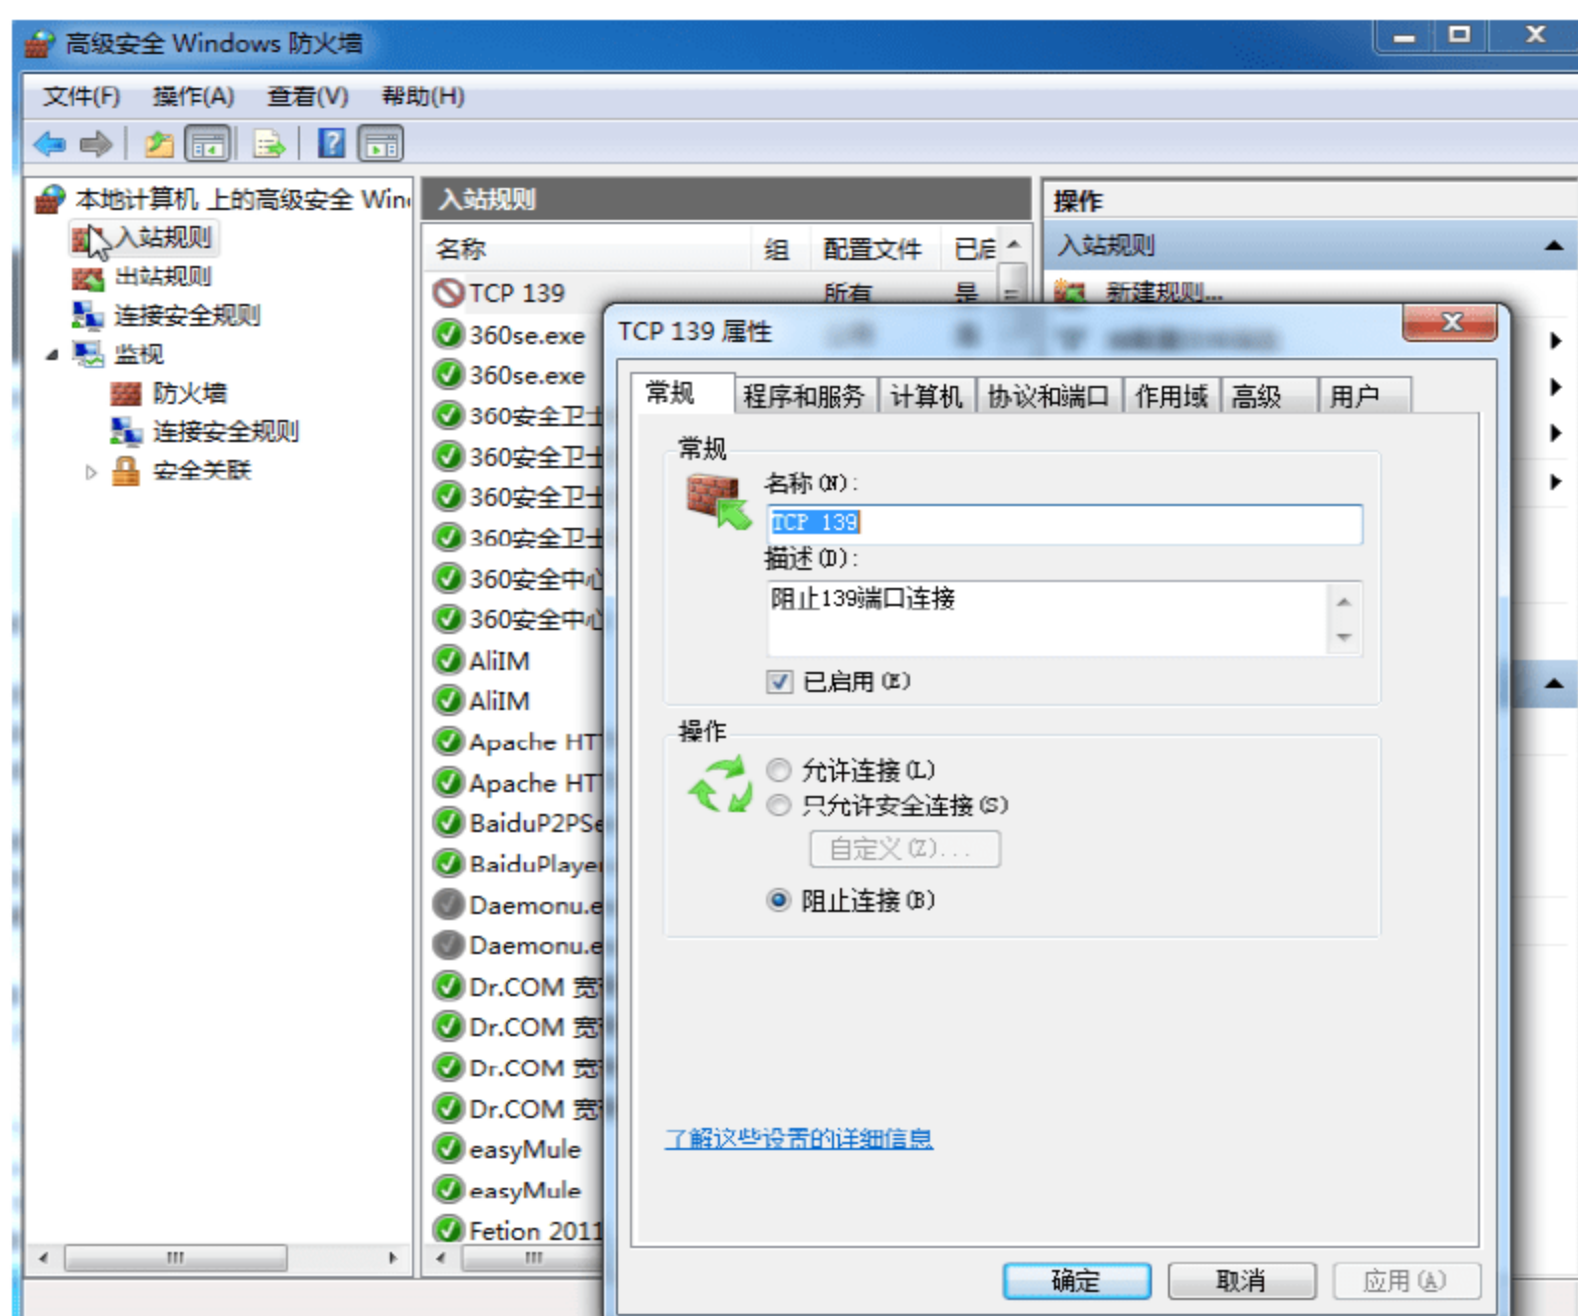 高级安全 Windows 防火墙
文件(F) 操作(A) 查看(V) 帮助(H)
本地计算机 上的高级安全 Win
入站规则
出站规则
连接安全规则
监视
防火墙
连接安全规则
安全关联
入站规则
名称 组 配置文件 已启
TCP 139 所有 是
360se.exe
360se.exe
360安全卫士
360安全卫士
360安全卫士
360安全卫士
360安全中心
360安全中心
AliIM
AliIM
Apache HT
Apache HT
BaiduP2PSe
BaiduPlayer
Daemonu.e
Daemonu.e
Dr.COM 宽
Dr.COM 宽
Dr.COM 宽
Dr.COM 宽
easyMule
easyMule
Fetion 2011
操作
入站规则
新建规则...
TCP 139 属性
常规 程序和服务 计算机 协议和端口 作用域 高级 用户
常规
名称(N):
TCP 139
描述(D):
阻止139端口连接
已启用(E)
操作
允许连接(L)
只允许安全连接(S)
自定义(Z)...
阻止连接(B)
了解这些设置的详细信息
确定 取消 应用(A)